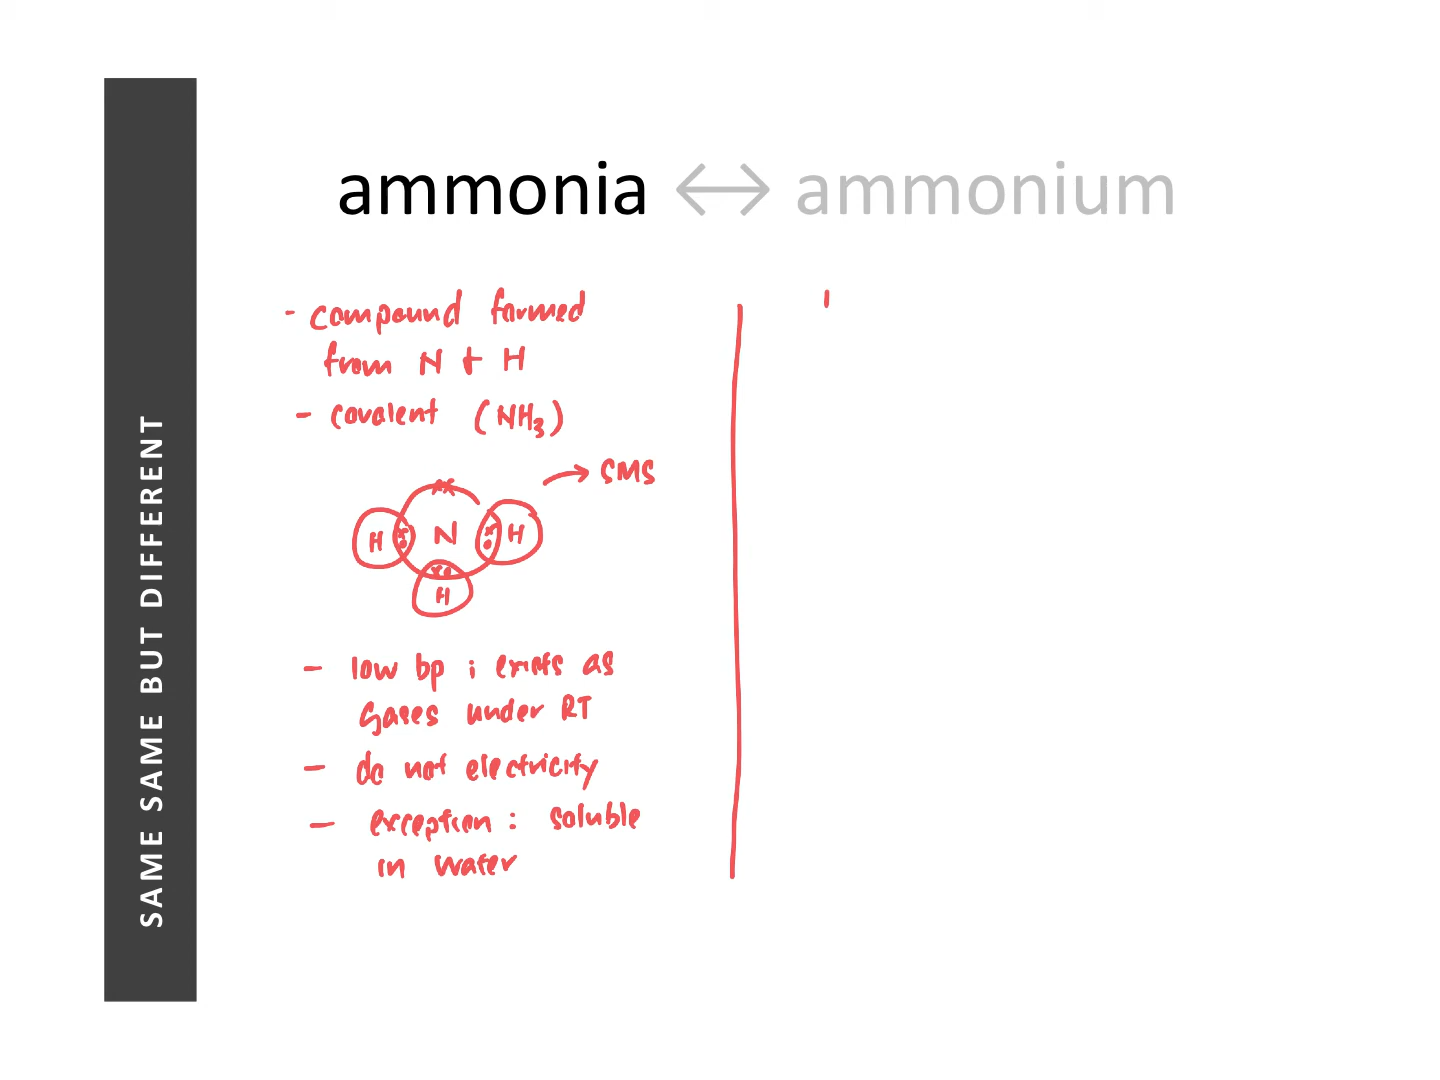 SAME SAME BUT DIFFERENT
ammonia ↔ ammonium
- compound formed
from N + H
- covalent (NH₃)
→ SMS
xx
H N H
H
- low bp ; exists as
gases under RT
- do not electricity
- exception : soluble
in water